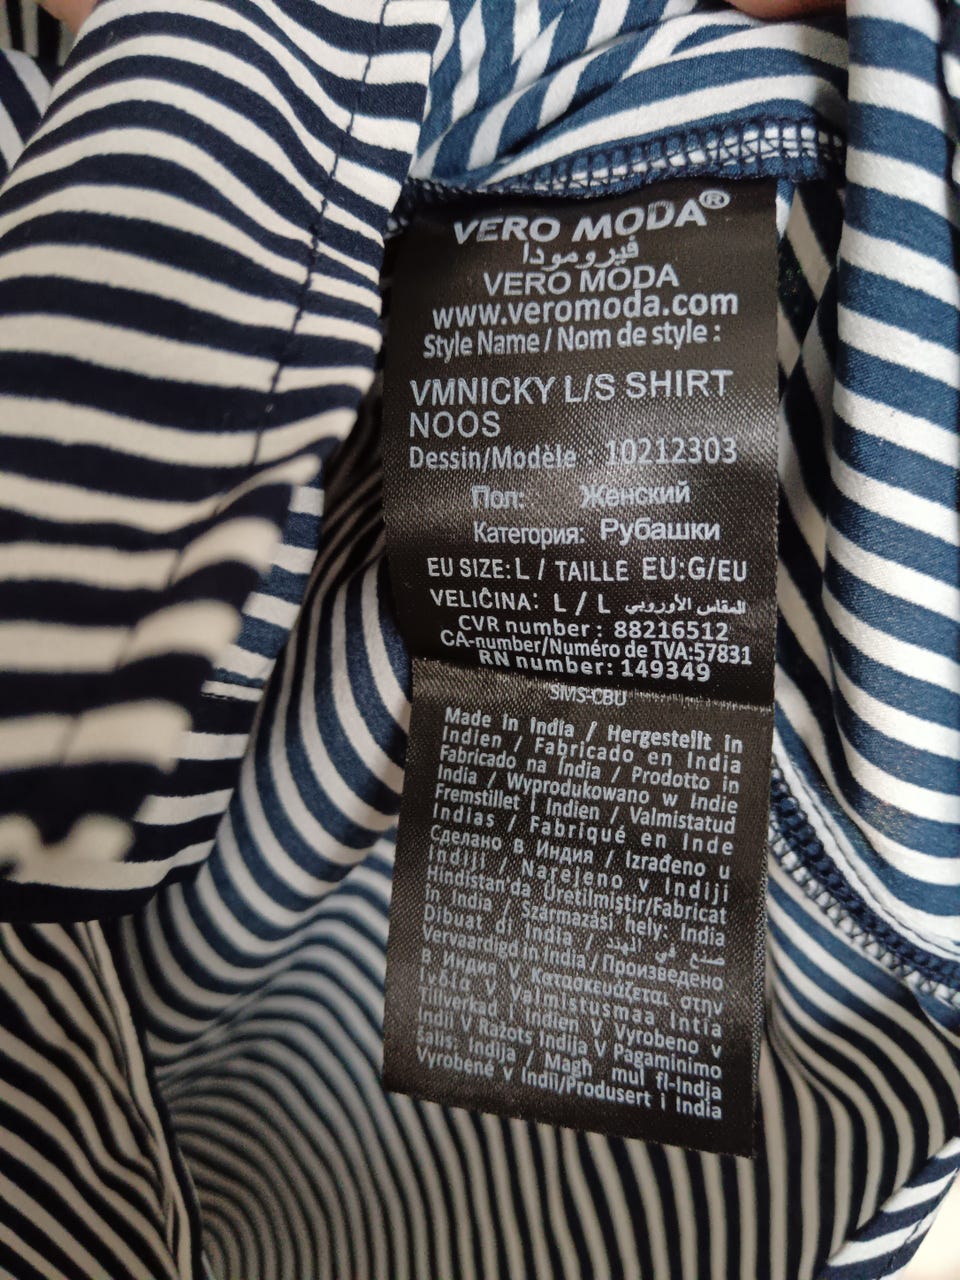 VERO MODA®
ڤيرومودا
VERO MODA
www.veromoda.com
Style Name / Nom de style :
VMNICKY L/S SHIRT
NOOS
Dessin/Modèle : 10212303
Пол: Женский
Категория: Рубашки
EU SIZE: L / TAILLE EU:G/EU
VELIČINA: L / L المقاس الأوروبي
CVR number : 88216512
CA-number/Numéro de TVA:57831
RN number: 149349
SMS-CBU
Made in India / Hergestellt in
Indien / Fabricado en India
Fabricado na India / Prodotto in
India / Wyprodukowano w Indie
Fremstillet i Indien / Valmistatud
Indias / Fabriqué en Inde
Сделано в Индия / Izrađeno u
Indiji / Narejeno v Indiji
Hindistan'da Üretilmiştir/Fabricat
în India / Származási hely: India
Dibuat di India / صنع في الهند
Vervaardigd in India / Произведено
в Индия V Κατασκευάζεται στην
Ινδία V Valmistusmaa Intia
Tillverkad i Indien V Vyrobeno v
Indii V Ražots Indija V Pagaminimo
šalis: Indija / Magħmul fl-Indja
Vyrobené v Indii/Produsert i India